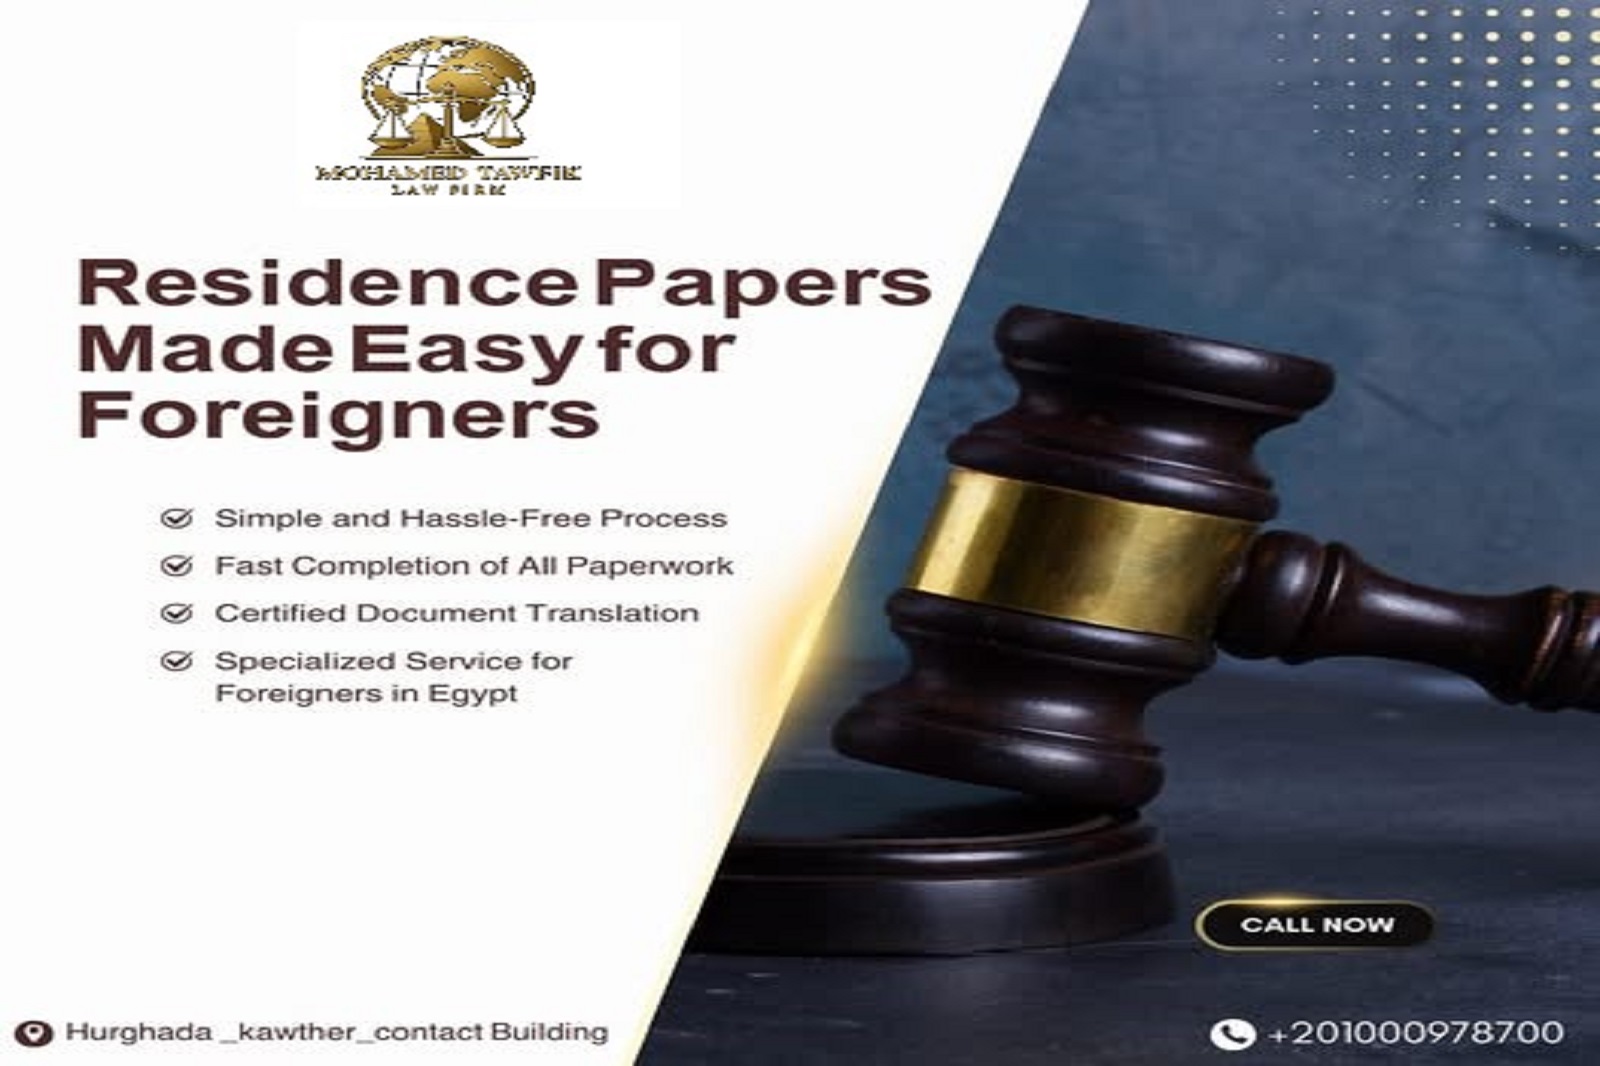 MOHAMED TAWFIK
LAW FIRM
Residence Papers
Made Easy for
Foreigners
Simple and Hassle-Free Process
Fast Completion of All Paperwork
Certified Document Translation
Specialized Service for
Foreigners in Egypt
CALL NOW
Hurghada _kawther_contact Building
+201000978700